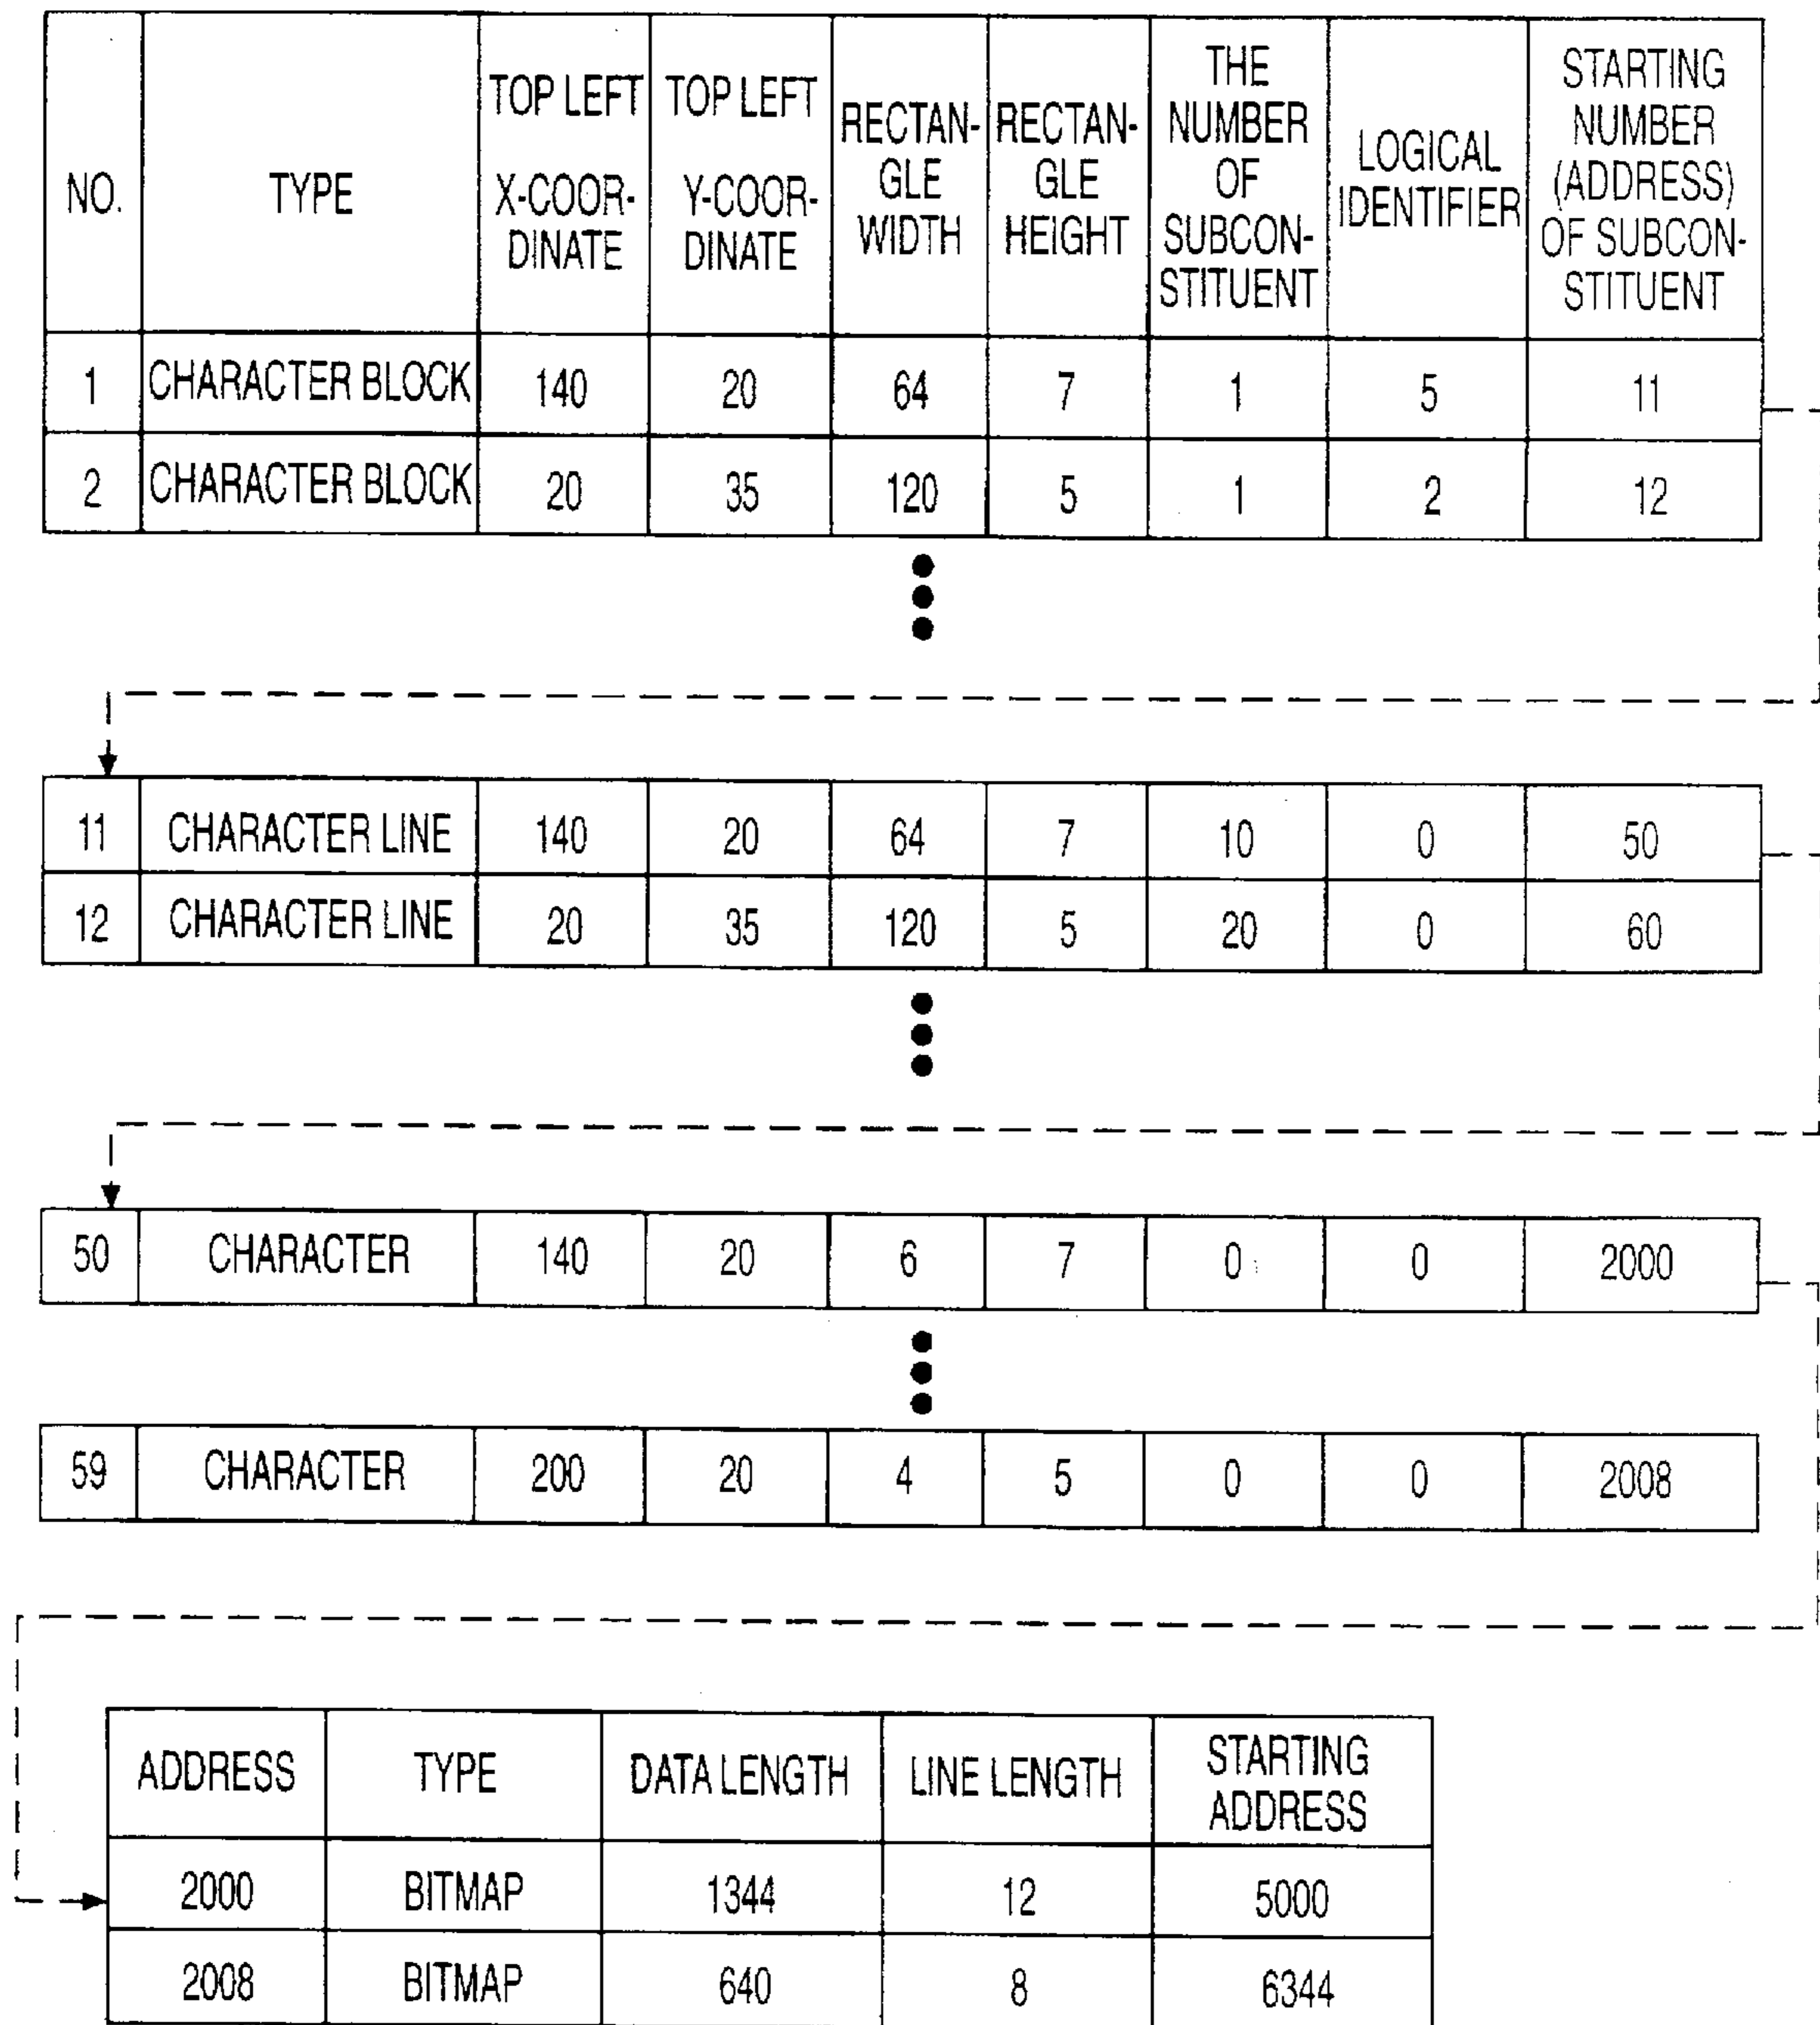 NO. TYPE TOP LEFT X-COOR-DINATE TOP LEFT Y-COOR-DINATE RECTAN-GLE WIDTH RECTAN-GLE HEIGHT THE NUMBER OF SUBCON-STITUENT LOGICAL IDENTIFIER STARTING NUMBER (ADDRESS) OF SUBCON-STITUENT
1 CHARACTER BLOCK 140 20 64 7 1 5 11
2 CHARACTER BLOCK 20 35 120 5 1 2 12
11 CHARACTER LINE 140 20 64 7 10 0 50
12 CHARACTER LINE 20 35 120 5 20 0 60
50 CHARACTER 140 20 6 7 0 0 2000
59 CHARACTER 200 20 4 5 0 0 2008
ADDRESS TYPE DATA LENGTH LINE LENGTH STARTING ADDRESS
2000 BITMAP 1344 12 5000
2008 BITMAP 640 8 6344